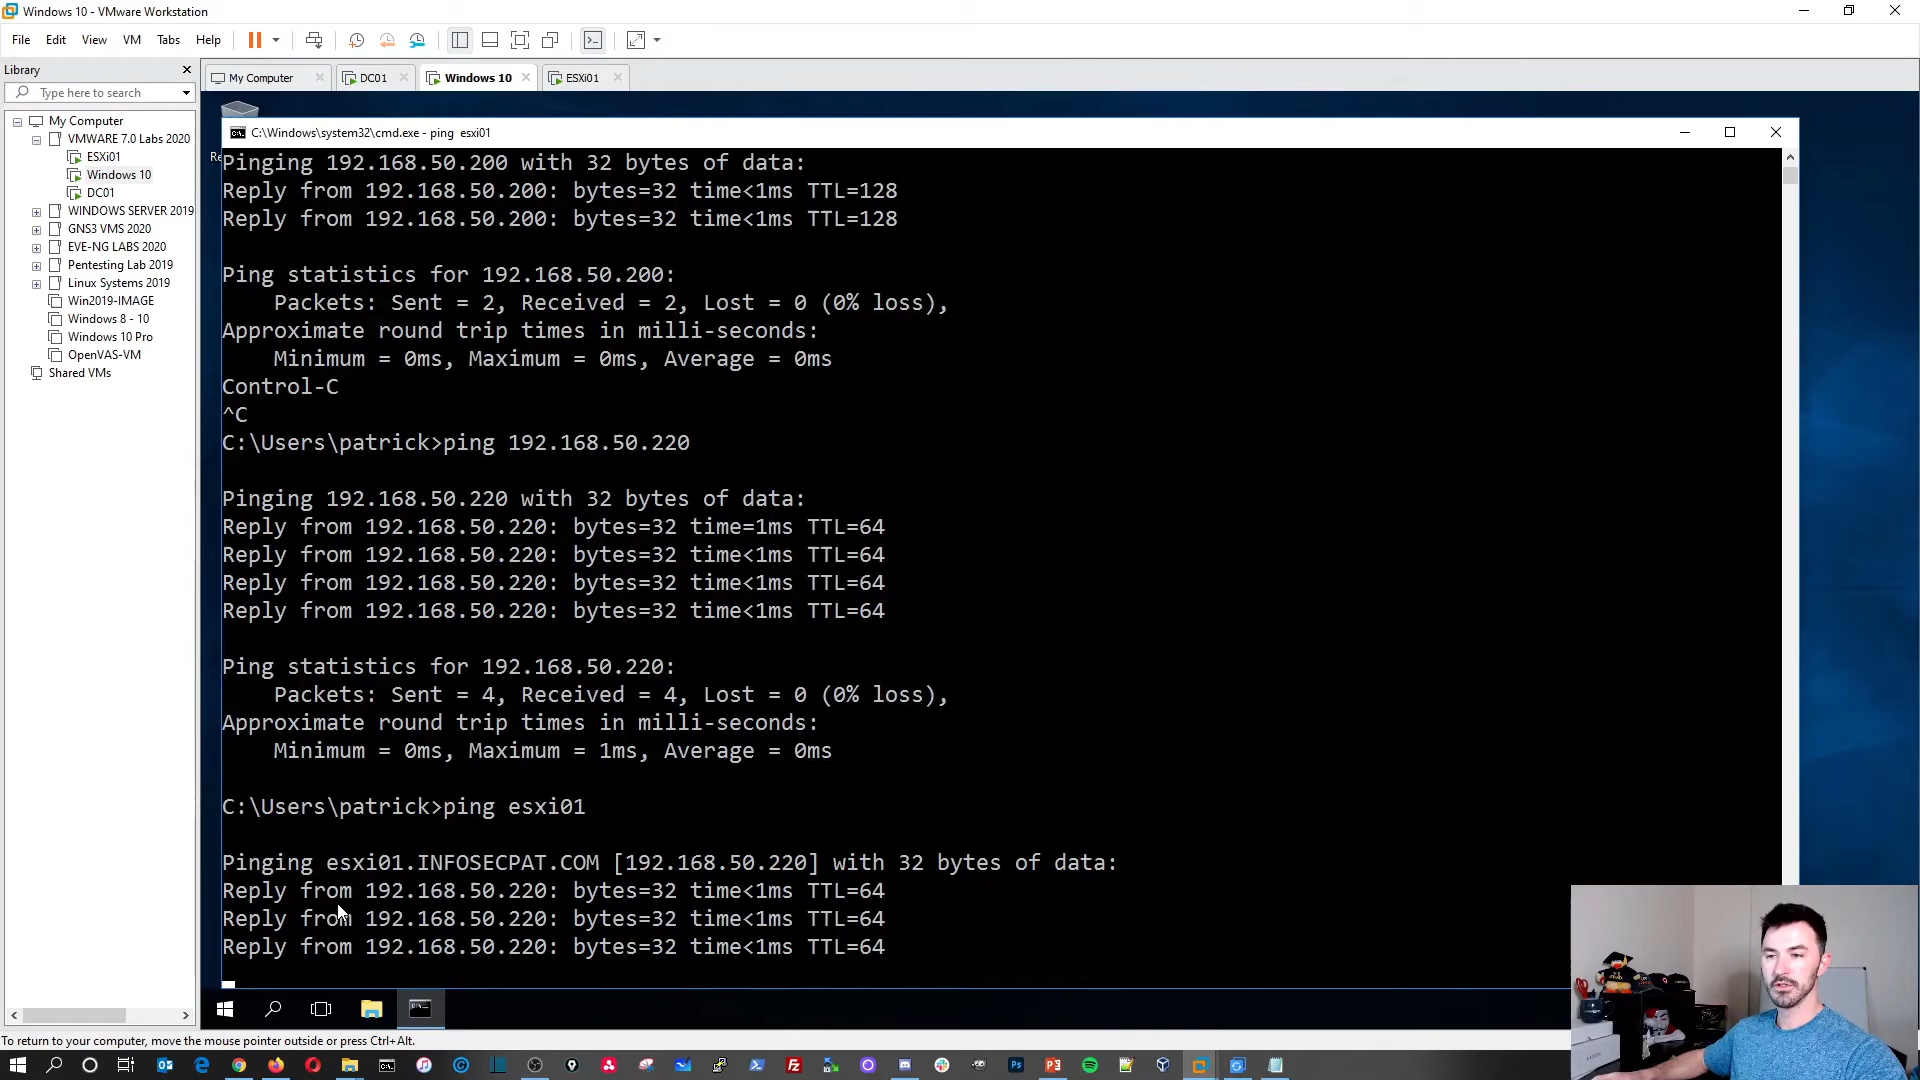 Windows 10 - VMware Workstation
File Edit View VM Tabs Help
Library
Type here to search
My Computer
VMWARE 7.0 Labs 2020
ESXi01
Windows 10
DC01
WINDOWS SERVER 2019
GNS3 VMS 2020
EVE-NG LABS 2020
Pentesting Lab 2019
Linux Systems 2019
Win2019-IMAGE
Windows 8 - 10
Windows 10 Pro
OpenVAS-VM
Shared VMs
My Computer DC01 Windows 10 ESXi01
Re
C:\Windows\system32\cmd.exe - ping esxi01
Pinging 192.168.50.200 with 32 bytes of data:
Reply from 192.168.50.200: bytes=32 time<1ms TTL=128
Reply from 192.168.50.200: bytes=32 time<1ms TTL=128
Ping statistics for 192.168.50.200:
Packets: Sent = 2, Received = 2, Lost = 0 (0% loss),
Approximate round trip times in milli-seconds:
Minimum = 0ms, Maximum = 0ms, Average = 0ms
Control-C
^C
C:\Users\patrick>ping 192.168.50.220
Pinging 192.168.50.220 with 32 bytes of data:
Reply from 192.168.50.220: bytes=32 time=1ms TTL=64
Reply from 192.168.50.220: bytes=32 time<1ms TTL=64
Reply from 192.168.50.220: bytes=32 time<1ms TTL=64
Reply from 192.168.50.220: bytes=32 time<1ms TTL=64
Ping statistics for 192.168.50.220:
Packets: Sent = 4, Received = 4, Lost = 0 (0% loss),
Approximate round trip times in milli-seconds:
Minimum = 0ms, Maximum = 1ms, Average = 0ms
C:\Users\patrick>ping esxi01
Pinging esxi01.INFOSECPAT.COM [192.168.50.220] with 32 bytes of data:
Reply from 192.168.50.220: bytes=32 time<1ms TTL=64
Reply from 192.168.50.220: bytes=32 time<1ms TTL=64
Reply from 192.168.50.220: bytes=32 time<1ms TTL=64
To return to your computer, move the mouse pointer outside or press Ctrl+Alt.